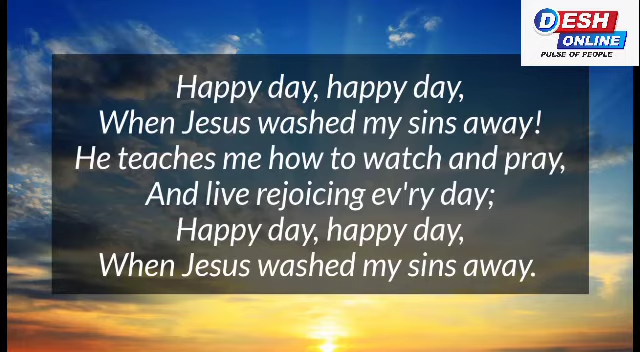 DESH
ONLINE
PULSE OF PEOPLE
Happy day, happy day,
When Jesus washed my sins away!
He teaches me how to watch and pray,
And live rejoicing ev'ry day;
Happy day, happy day,
When Jesus washed my sins away.